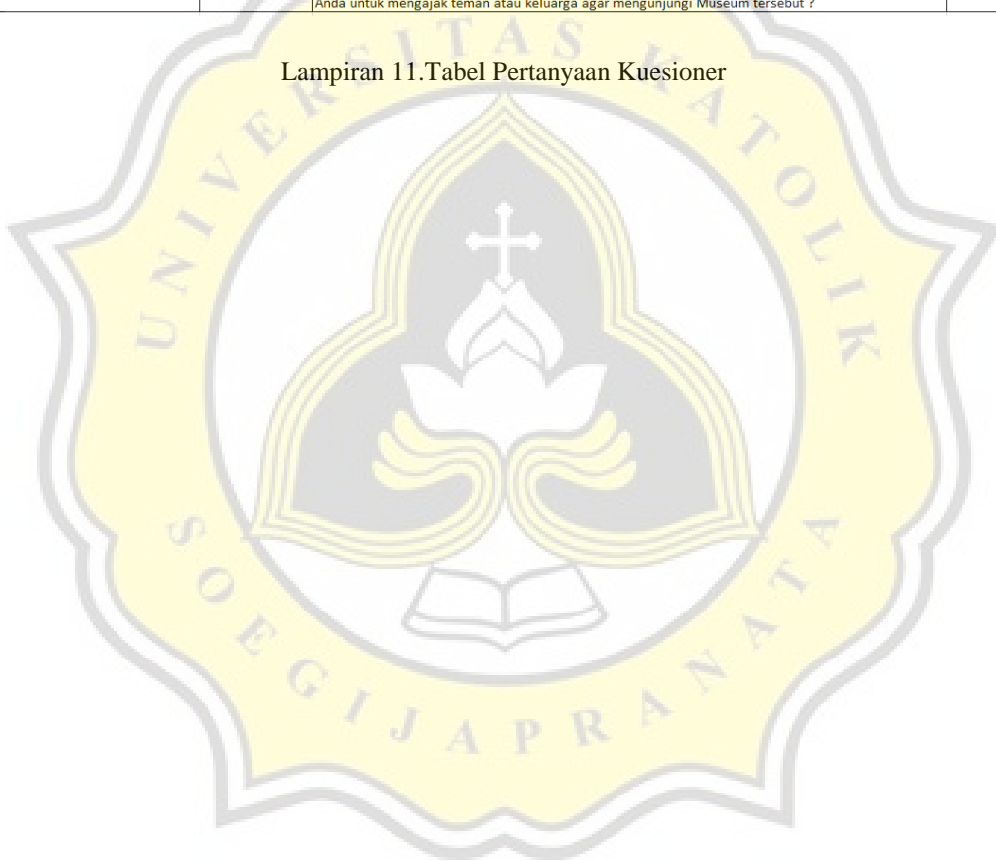 Anda untuk mengajak teman atau keluarga agar mengunjungi Museum tersebut ?
Lampiran 11.Tabel Pertanyaan Kuesioner
UNIVERSITAS KATOLIK
SOEGIJAPRANATA